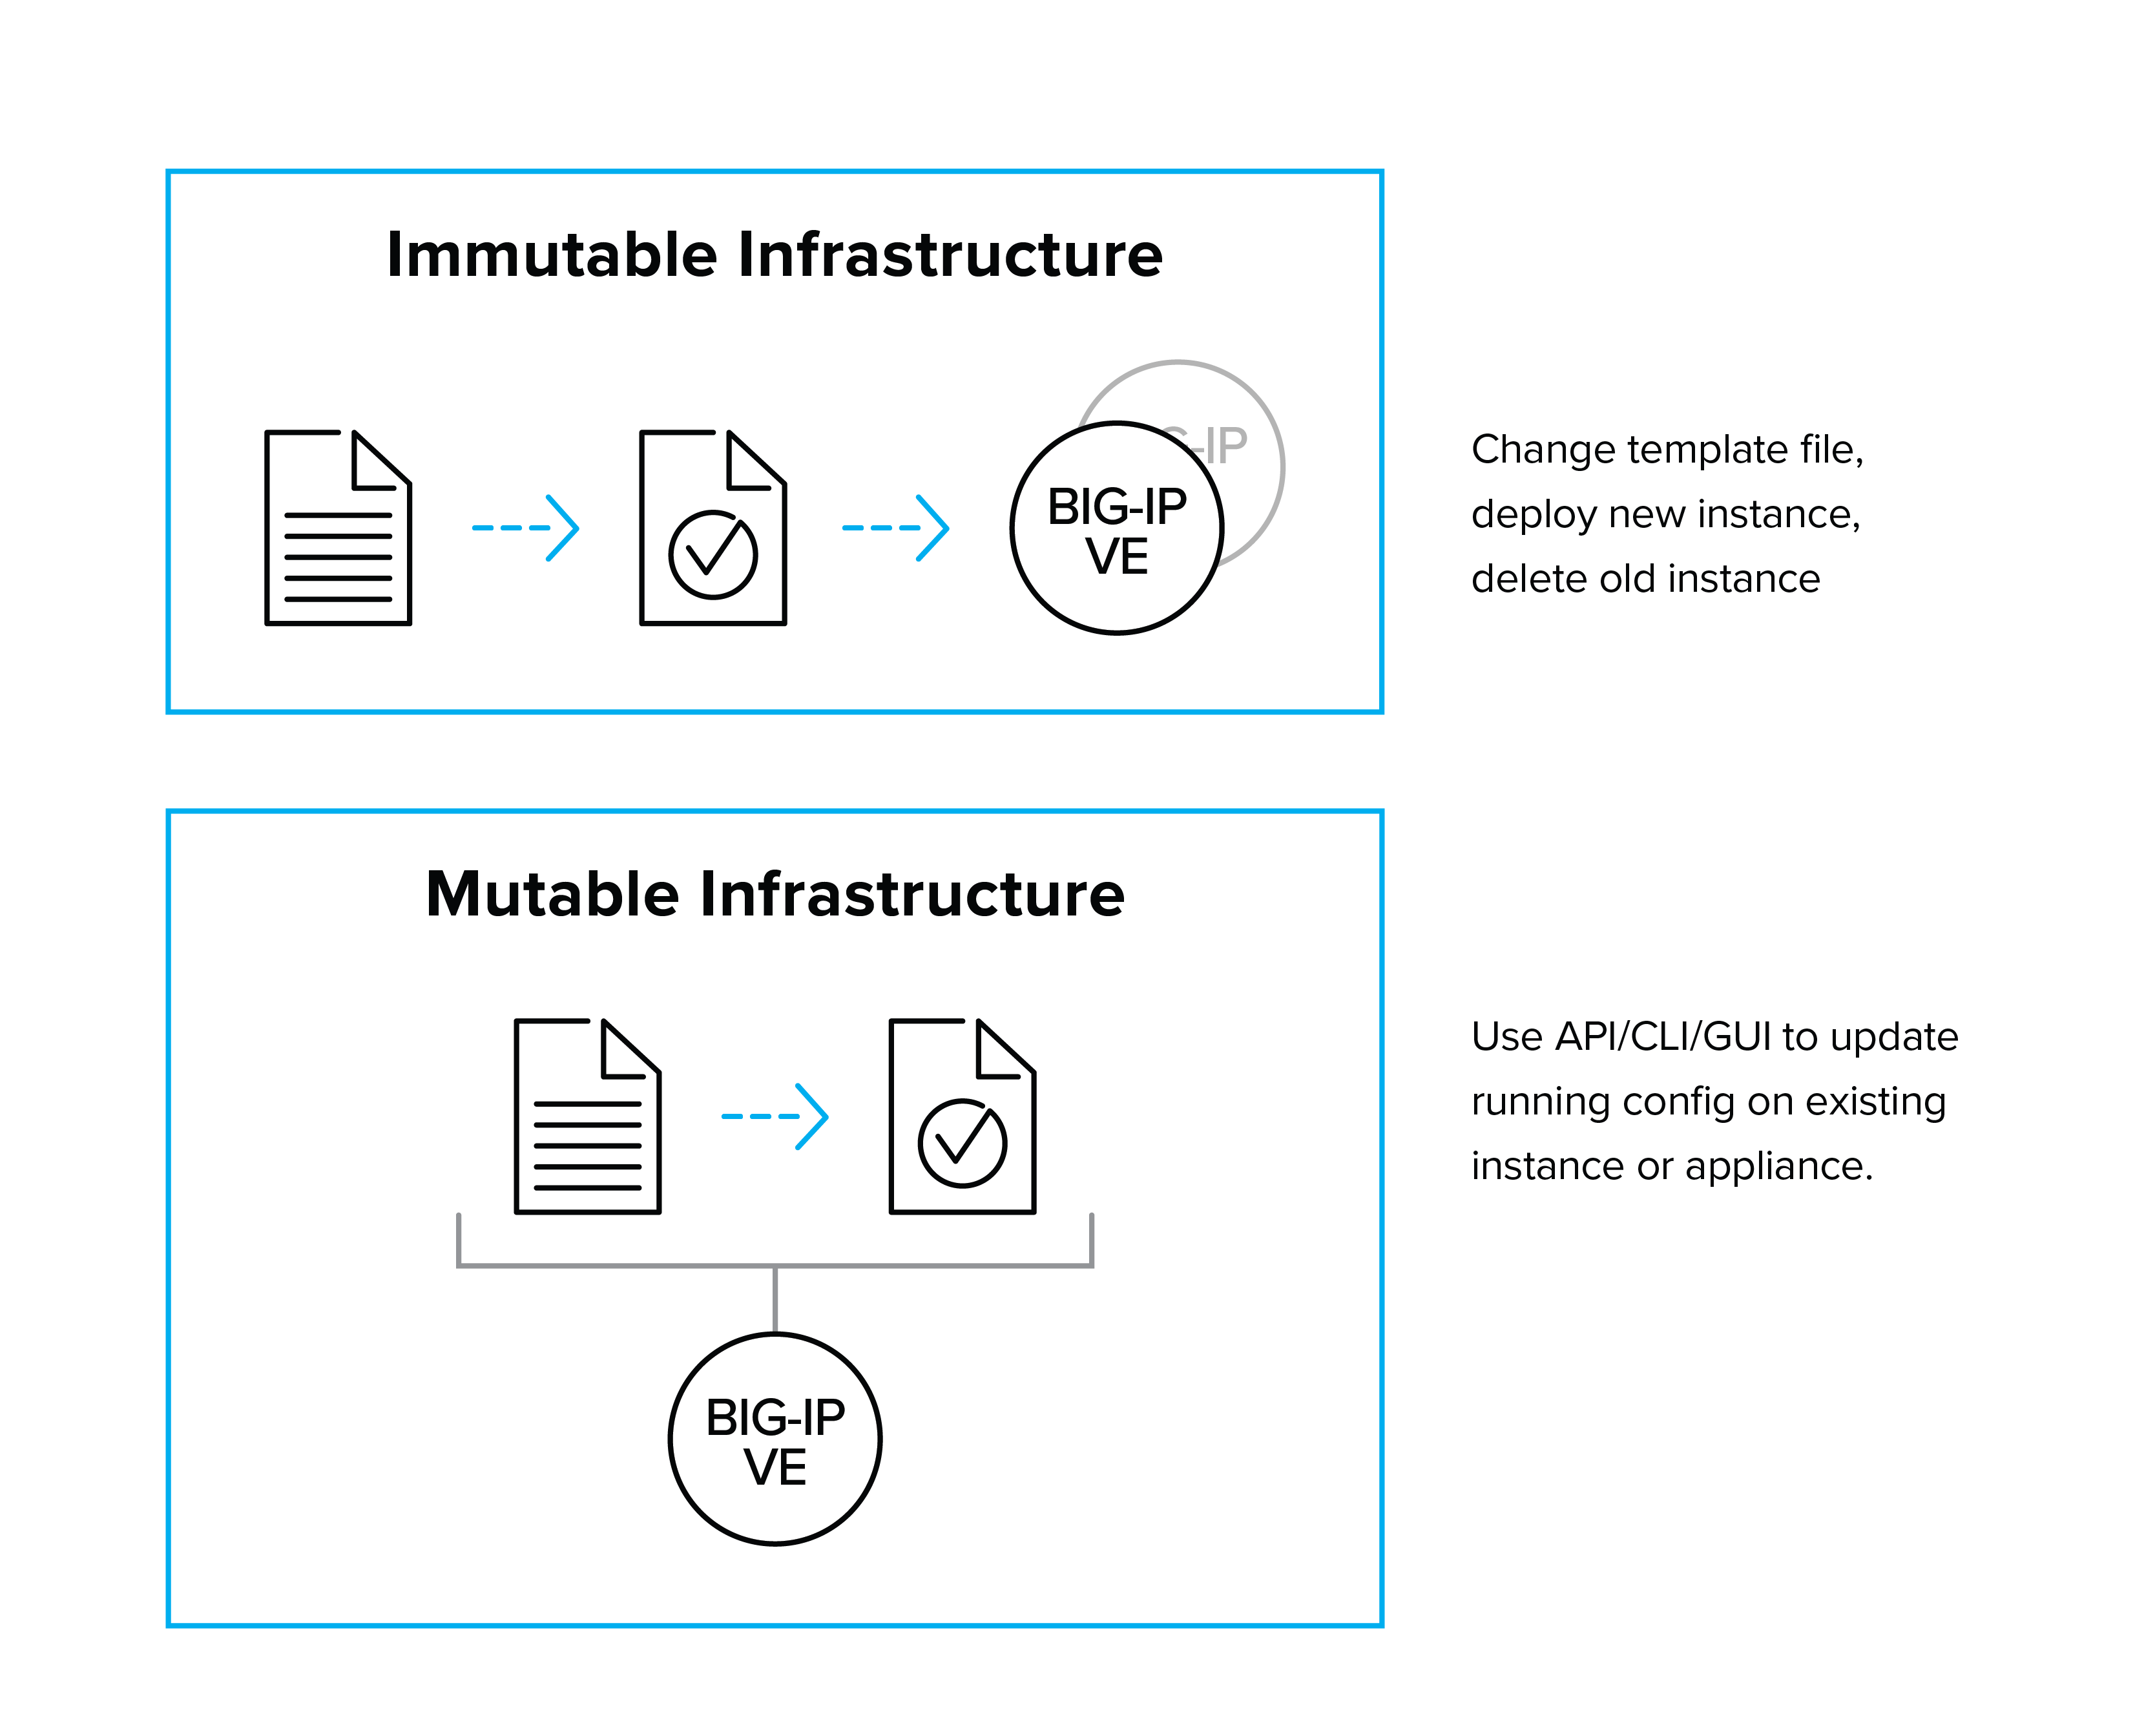 Immutable Infrastructure
BIG-IP
VE
Change template file,
deploy new instance,
delete old instance
Mutable Infrastructure
BIG-IP
VE
Use API/CLI/GUI to update
running config on existing
instance or appliance.